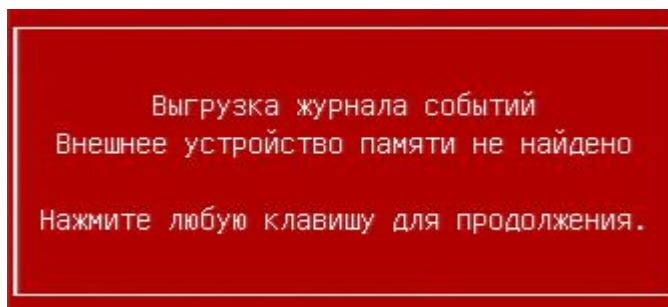 Выгрузка журнала событий
Внешнее устройство памяти не найдено
Нажмите любую клавишу для продолжения.